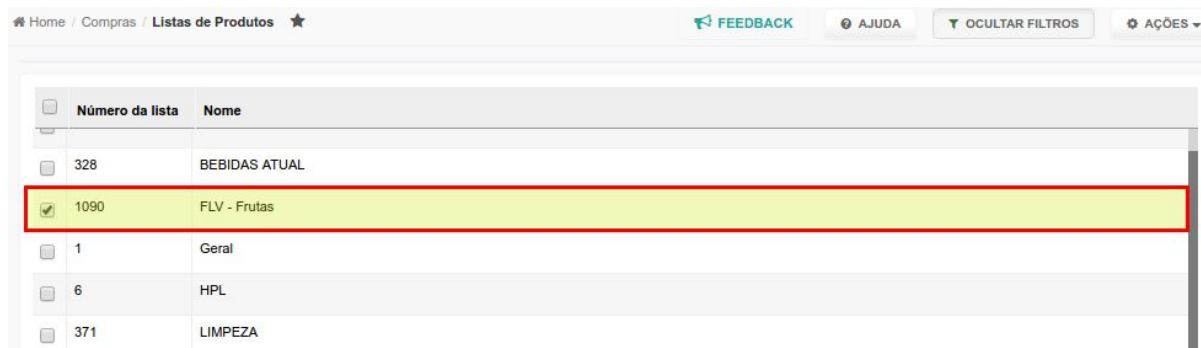 Home / Compras / Listas de Produtos FEEDBACK AJUDA OCULTAR FILTROS AÇÕES
Número da lista Nome
328 BEBIDAS ATUAL
1090 FLV - Frutas
1 Geral
6 HPL
371 LIMPEZA